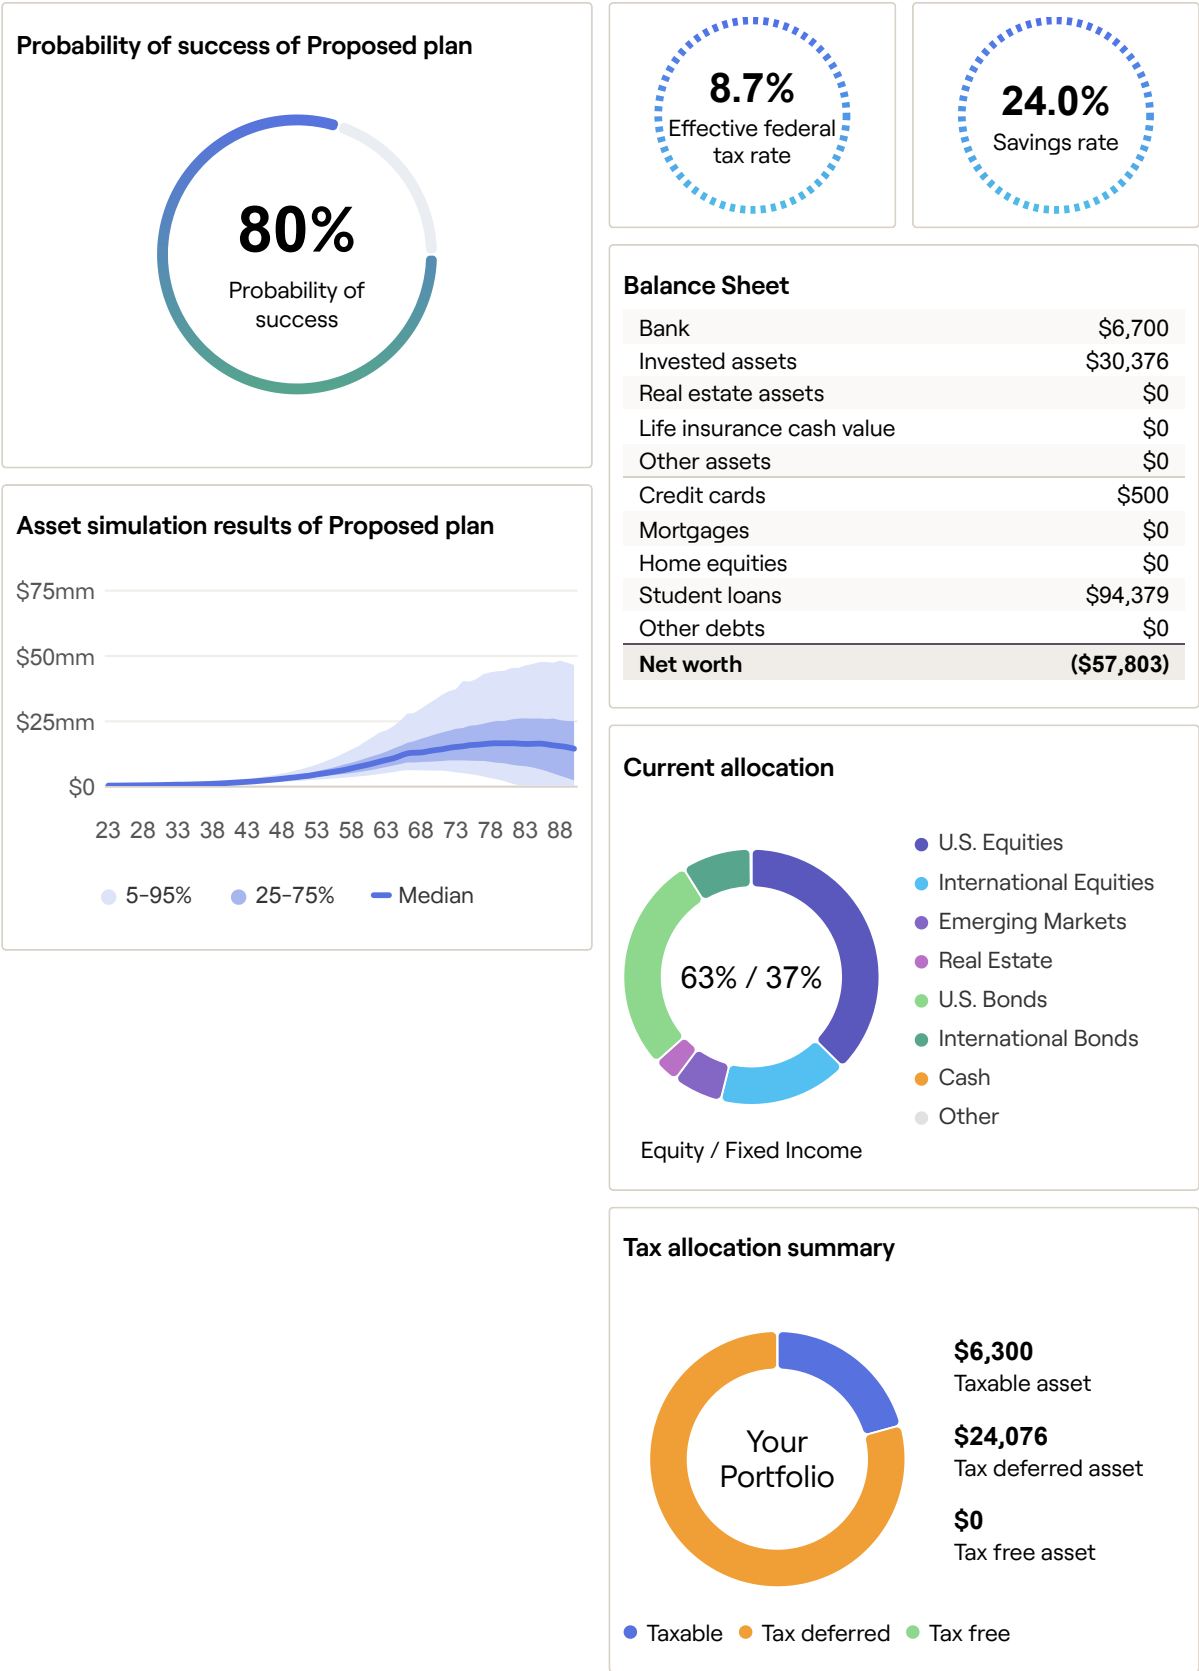 Probability of success of Proposed plan
80%
Probability of
success
Asset simulation results of Proposed plan
$75mm
$50mm
$25mm
$0
23 28 33 38 43 48 53 58 63 68 73 78 83 88
5-95% 25-75% Median
8.7%
Effective federal
tax rate
24.0%
Savings rate
Balance Sheet
Bank $6,700
Invested assets $30,376
Real estate assets $0
Life insurance cash value $0
Other assets $0
Credit cards $500
Mortgages $0
Home equities $0
Student loans $94,379
Other debts $0
Net worth ($57,803)
Current allocation
63% / 37%
Equity / Fixed Income
U.S. Equities
International Equities
Emerging Markets
Real Estate
U.S. Bonds
International Bonds
Cash
Other
Tax allocation summary
Your
Portfolio
$6,300
Taxable asset
$24,076
Tax deferred asset
$0
Tax free asset
Taxable Tax deferred Tax free